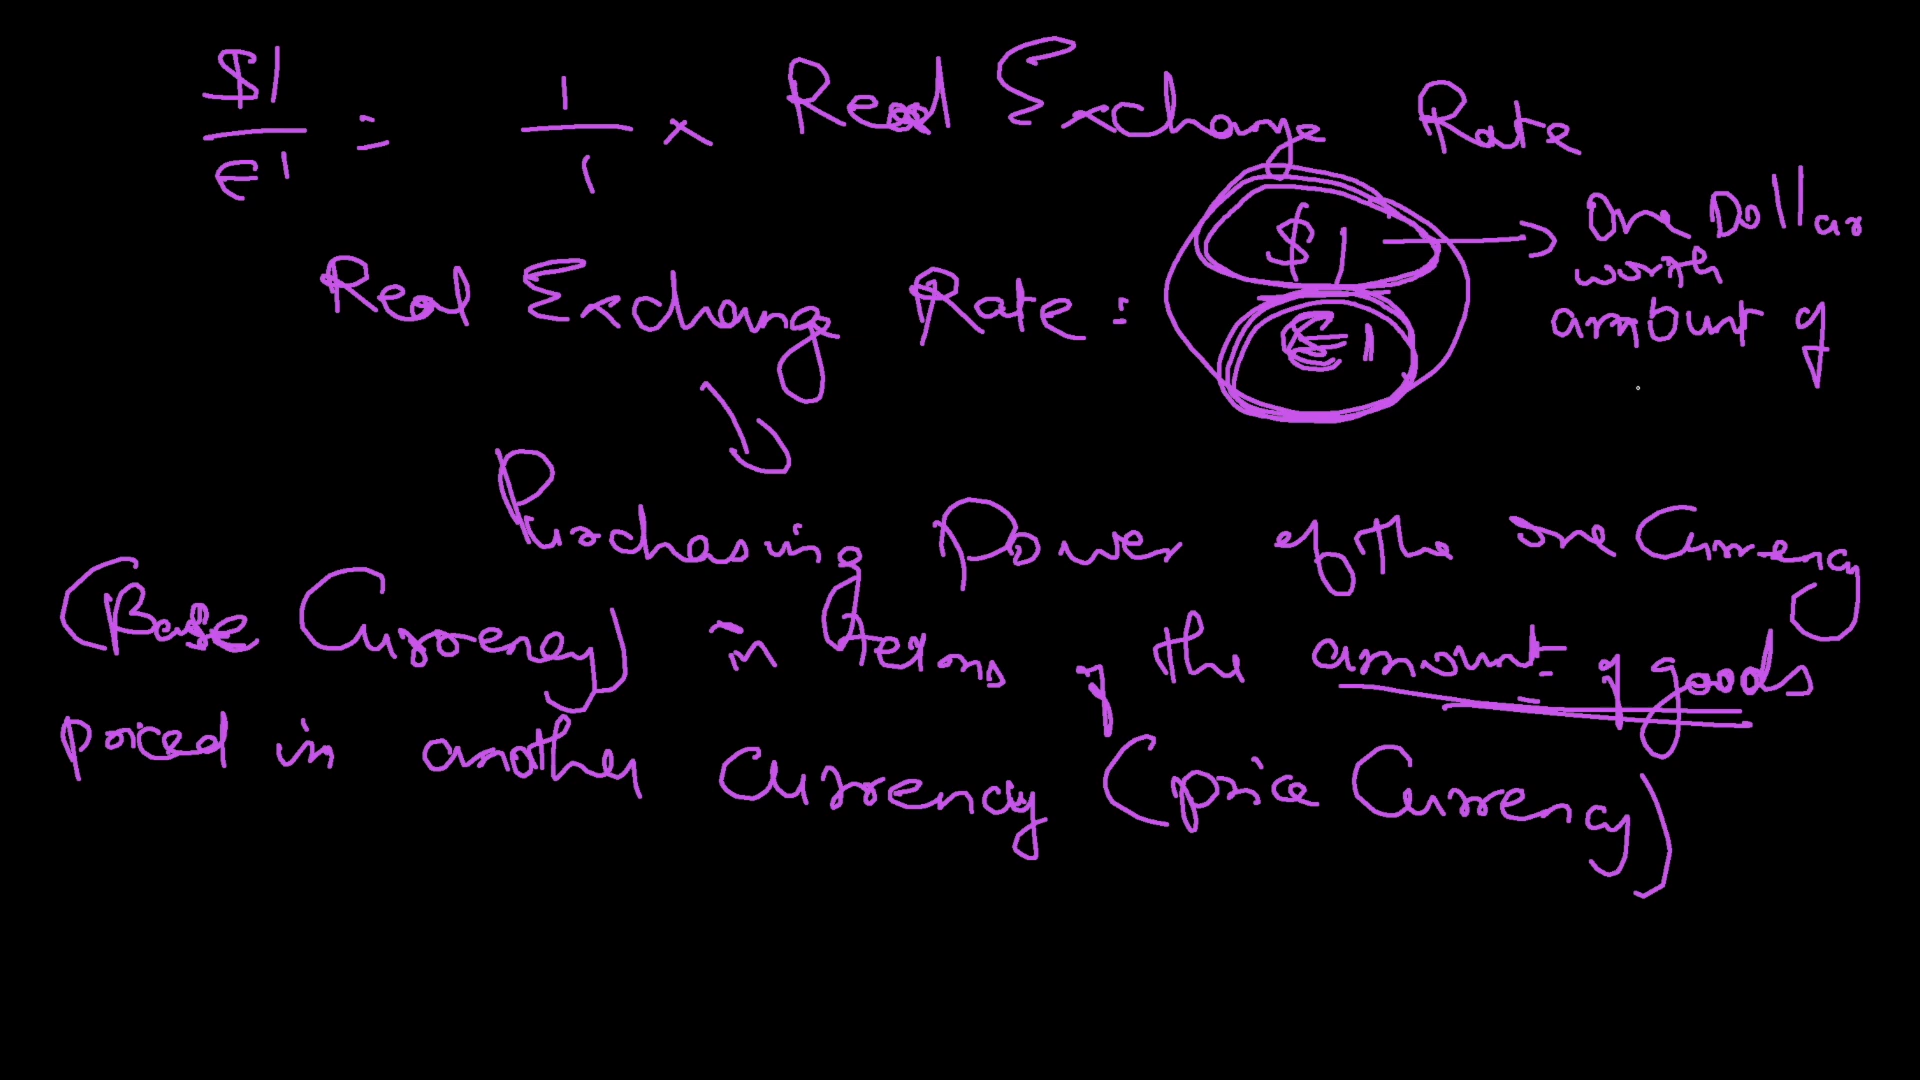 $1 / €1 = 1 / 1 × Real Exchange Rate
Real Exchange Rate = $1 / €1 → One Dollar
worth
amount of
Purchasing Power of the one Currency
(Base Currency) in terms of the amount of goods
priced in another Currency (price Currency)